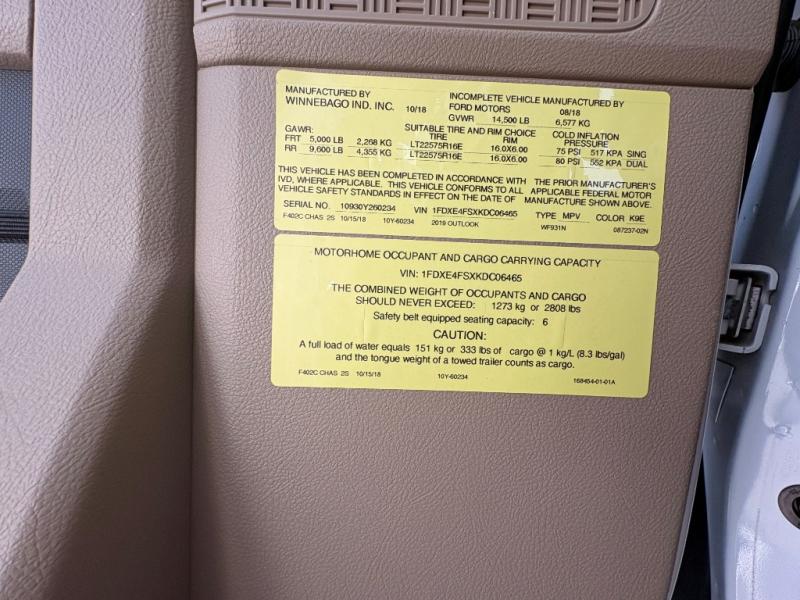 MANUFACTURED BY
WINNEBAGO IND. INC. 10/18
INCOMPLETE VEHICLE MANUFACTURED BY
FORD MOTORS 08/18
GVWR 14,500 LB 6,577 KG
GAWR: SUITABLE TIRE AND RIM CHOICE COLD INFLATION
TIRE RIM PRESSURE
FRT 5,000 LB 2,268 KG LT22575R16E 16.0X6.00 75 PSI 517 KPA SING
RR 9,600 LB 4,355 KG LT22575R16E 16.0X6.00 80 PSI 552 KPA DUAL
THIS VEHICLE HAS BEEN COMPLETED IN ACCORDANCE WITH THE PRIOR MANUFACTURER'S
IVD, WHERE APPLICABLE. THIS VEHICLE CONFORMS TO ALL APPLICABLE FEDERAL MOTOR
VEHICLE SAFETY STANDARDS IN EFFECT ON THE DATE OF MANUFACTURE SHOWN ABOVE.
SERIAL NO. 10930Y260234 VIN 1FDXE4FSXKDC06465 TYPE MPV COLOR K9E
F402C CHAS 2S 10/15/18 10Y-60234 2019 OUTLOOK WF931N 087237-02N
MOTORHOME OCCUPANT AND CARGO CARRYING CAPACITY
VIN: 1FDXE4FSXKDC06465
THE COMBINED WEIGHT OF OCCUPANTS AND CARGO
SHOULD NEVER EXCEED: 1273 kg or 2808 lbs
Safety belt equipped seating capacity: 6
CAUTION:
A full load of water equals 151 kg or 333 lbs of cargo @ 1 kg/L (8.3 lbs/gal)
and the tongue weight of a towed trailer counts as cargo.
F402C CHAS 2S 10/15/18 10Y-60234 168454-01-01A